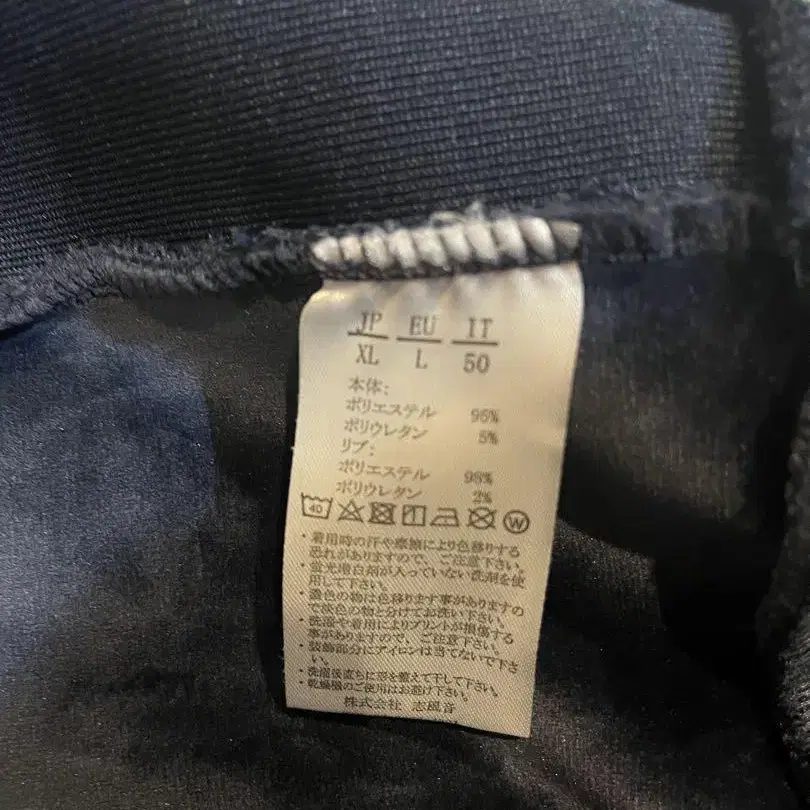 JP EU IT
XL L 50
本体:
ポリエステル 95%
ポリウレタン 5%
リブ:
ポリエステル 98%
ポリウレタン 2%
40 W
・着用時の汗や摩擦により色移りする
恐れがありますので、ご注意下さい。
・蛍光増白剤が入っていない洗剤を使
用して下さい。
・濃色の物は色移ります事がありますの
で淡色の物と分けてお洗い下さい。
・洗濯や着用によりプリントが損傷する
事がありますので、ご注意下さい。
・装飾部分にアイロンは当てないで下さ
い。
・洗濯後直ちに形を整えて干して下さい。
・乾燥機のご使用はお避け下さい。
株式会社 志風音